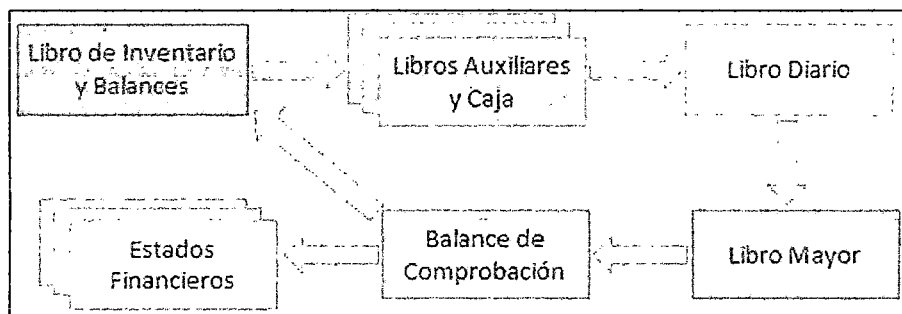 Libro de Inventario
y Balances
Libros Auxiliares
y Caja
Libro Diario
Estados
Financieros
Balance de
Comprobación
Libro Mayor